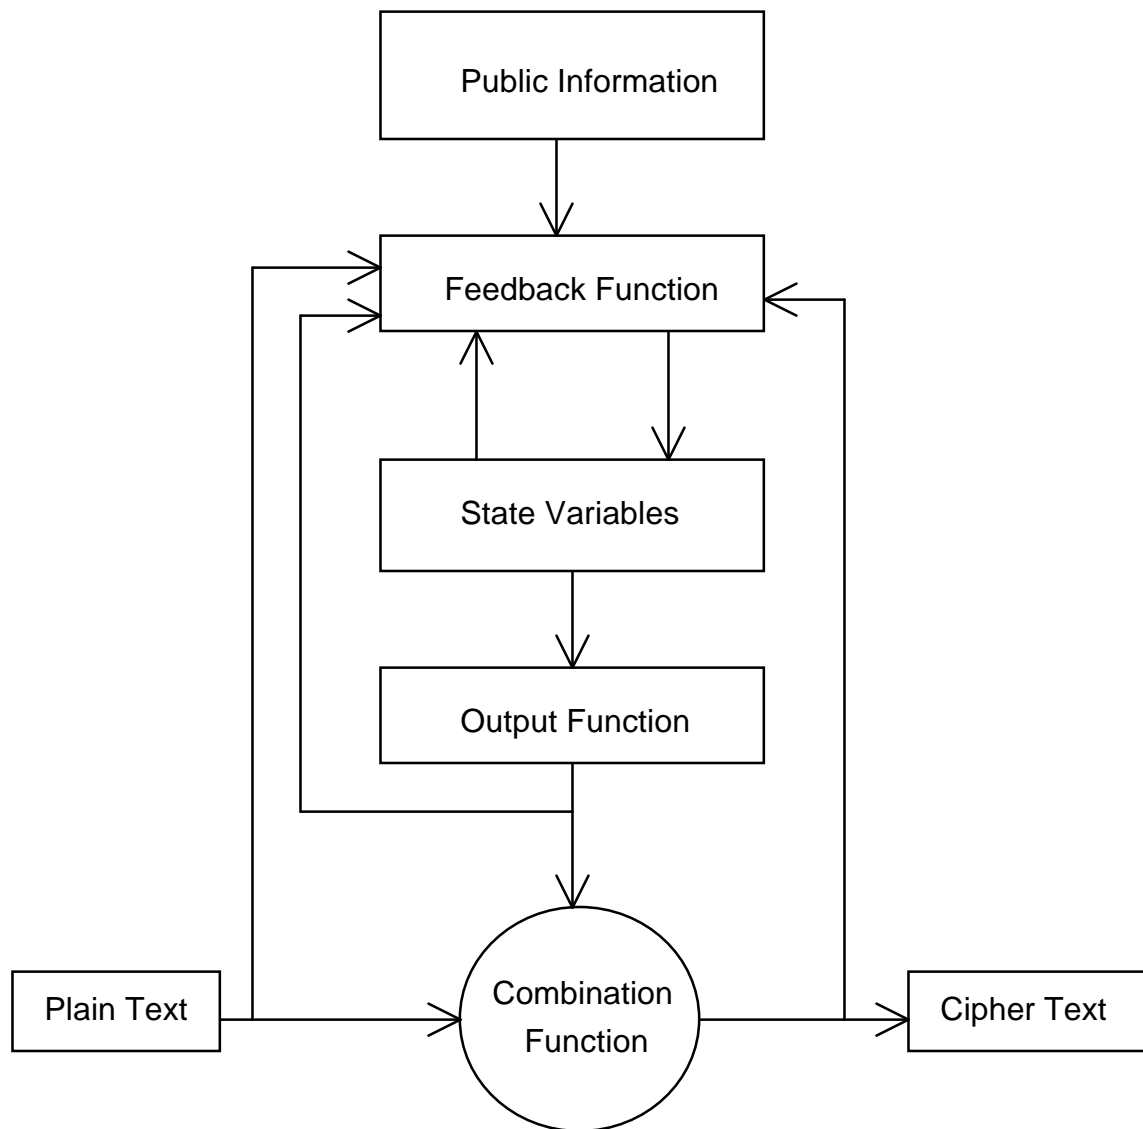 Public Information
Feedback Function
State Variables
Output Function
Plain Text
Combination
Function
Cipher Text